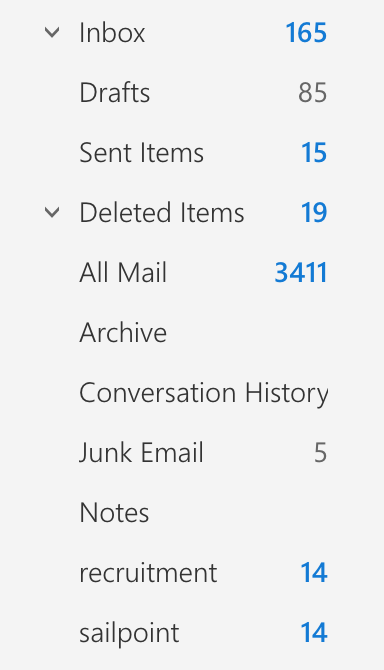 Inbox 165
Drafts 85
Sent Items 15
Deleted Items 19
All Mail 3411
Archive
Conversation History
Junk Email 5
Notes
recruitment 14
sailpoint 14